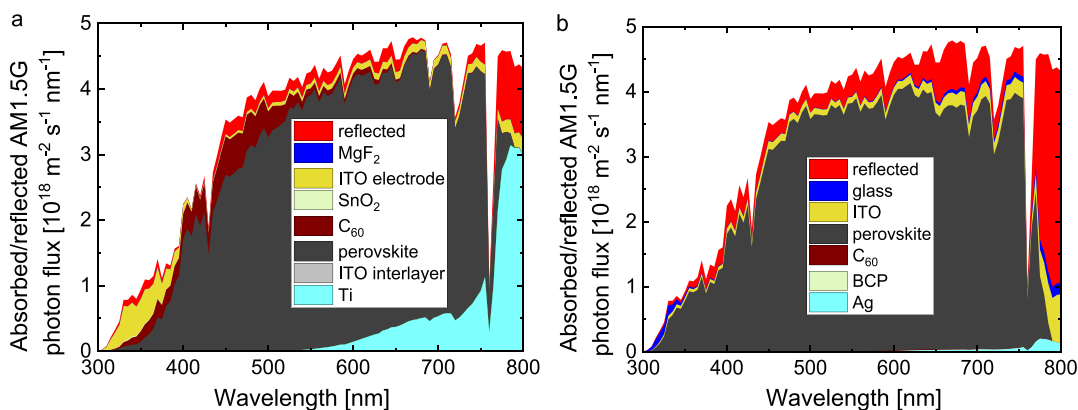 a
Absorbed/reflected AM1.5G
photon flux [10¹⁸ m⁻² s⁻¹ nm⁻¹]
5
4
3
2
1
0
300 400 500 600 700 800
Wavelength [nm]
reflected
MgF₂
ITO electrode
SnO₂
C₆₀
perovskite
ITO interlayer
Ti
b
Absorbed/reflected AM1.5G
photon flux [10¹⁸ m⁻² s⁻¹ nm⁻¹]
5
4
3
2
1
0
300 400 500 600 700 800
Wavelength [nm]
reflected
glass
ITO
perovskite
C₆₀
BCP
Ag